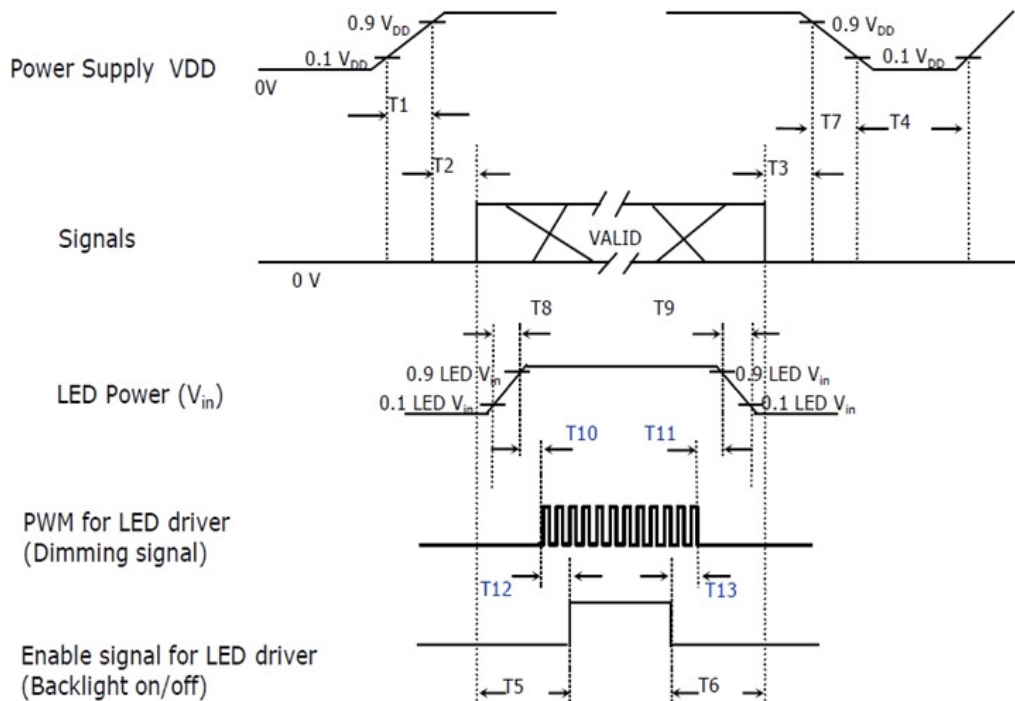 0.9 V_DD
0.9 V_DD
0.1 V_DD
0.1 V_DD
Power Supply VDD
0V
T1
T7
T4
T2
T3
Signals
VALID
0 V
T8
T9
LED Power (V_in)
0.9 LED V_in
0.9 LED V_in
0.1 LED V_in
0.1 LED V_in
T10
T11
PWM for LED driver
(Dimming signal)
T12
T13
Enable signal for LED driver
(Backlight on/off)
T5
T6